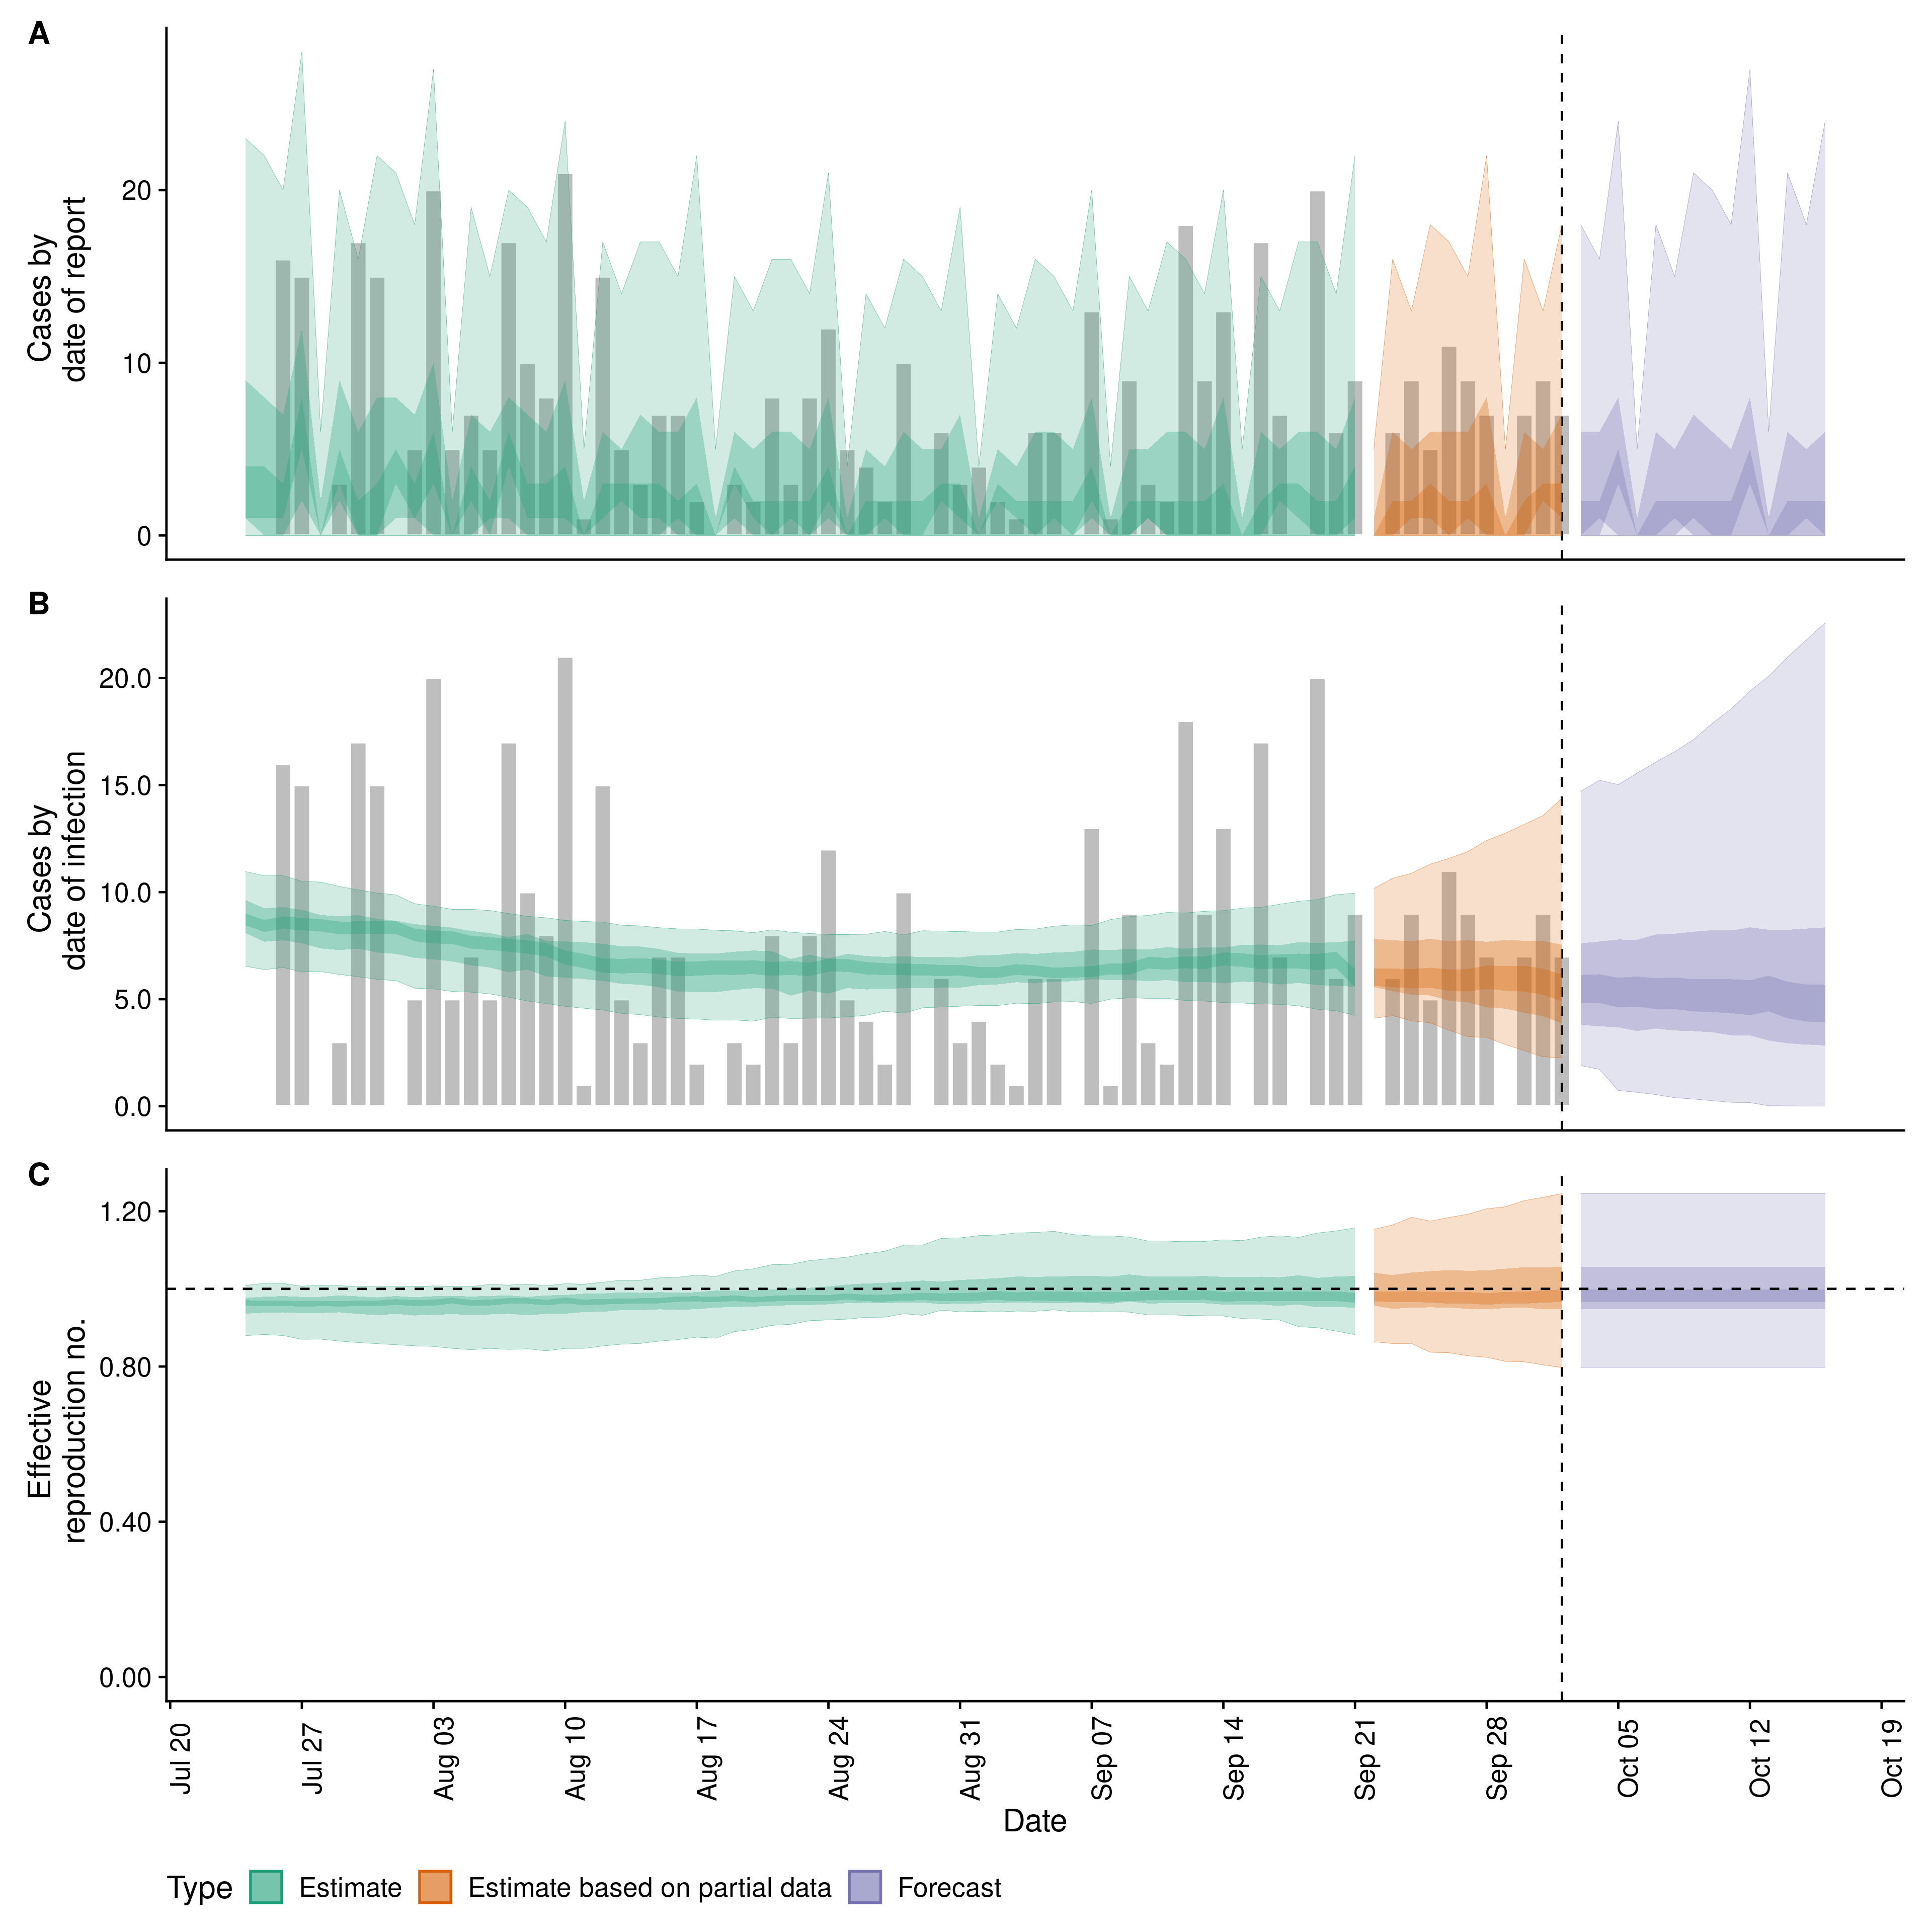 A
Cases by
date of report
20
10
0
B
Cases by
date of infection
20.0
15.0
10.0
5.0
0.0
C
Effective
reproduction no.
1.20
0.80
0.40
0.00
Jul 20
Jul 27
Aug 03
Aug 10
Aug 17
Aug 24
Aug 31
Sep 07
Sep 14
Sep 21
Sep 28
Oct 05
Oct 12
Oct 19
Date
Type Estimate Estimate based on partial data Forecast